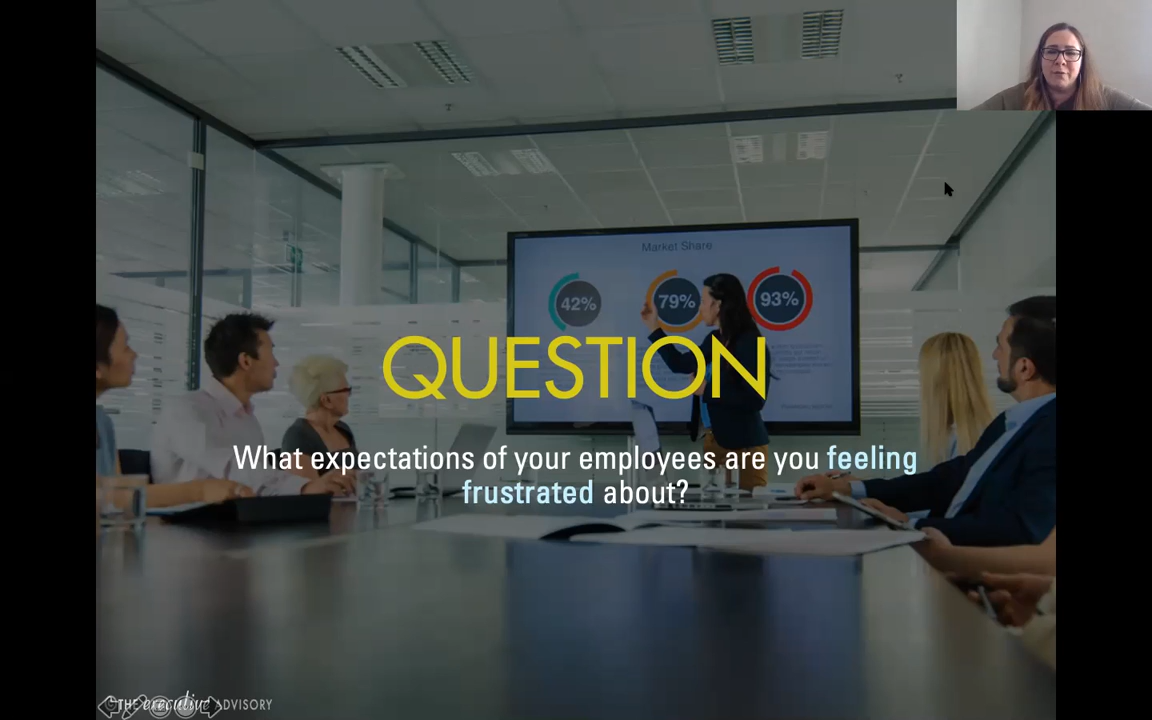 Market Share
42%
79%
93%
QUESTION
What expectations of your employees are you feeling
frustrated about?
THE executive ADVISORY